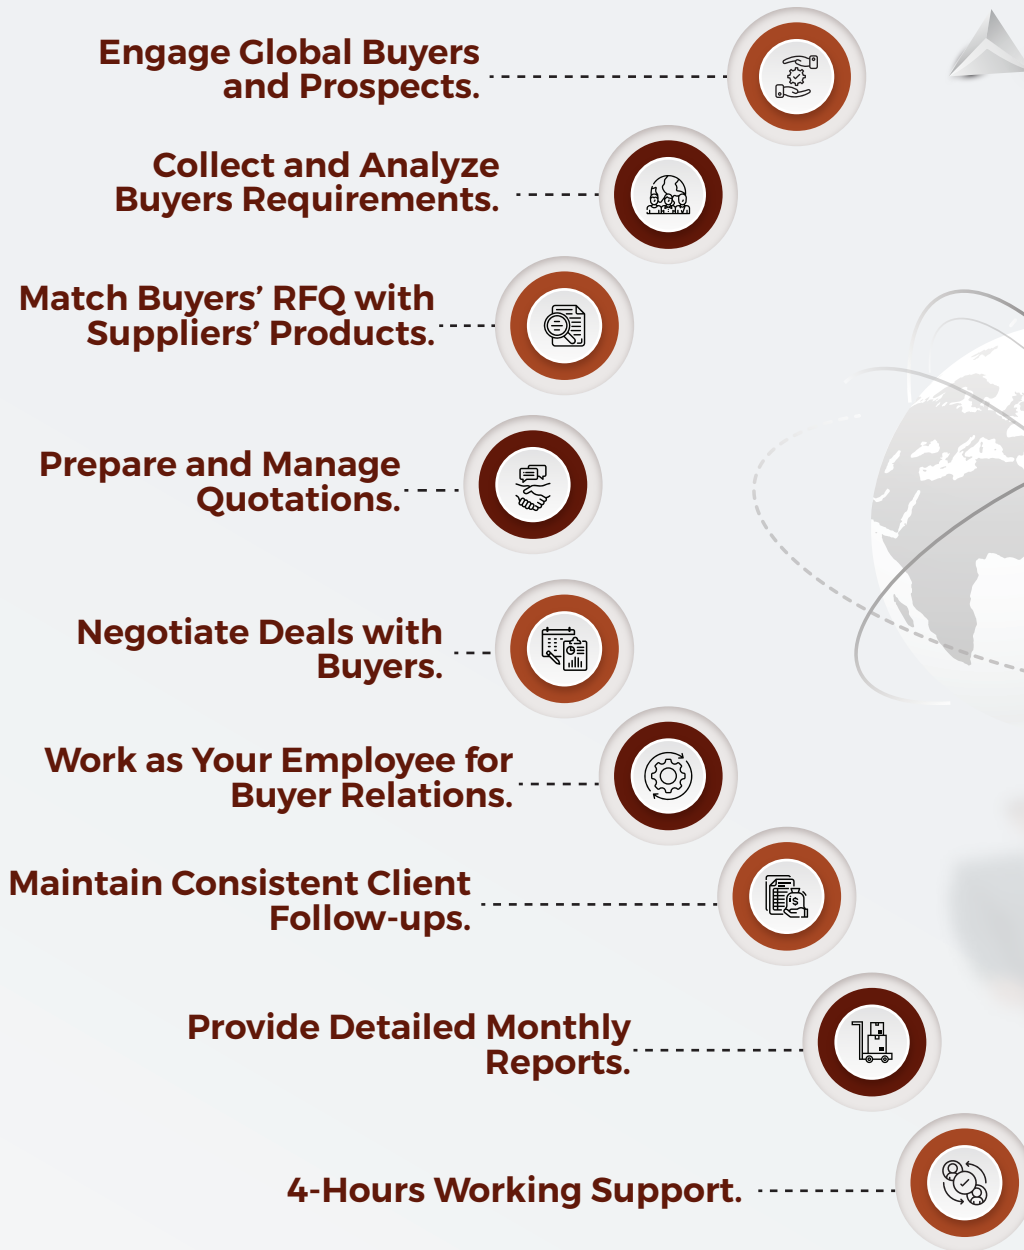 Engage Global Buyers
and Prospects.
Collect and Analyze
Buyers Requirements.
Match Buyers’ RFQ with
Suppliers’ Products.
Prepare and Manage
Quotations.
Negotiate Deals with
Buyers.
Work as Your Employee for
Buyer Relations.
Maintain Consistent Client
Follow-ups.
Provide Detailed Monthly
Reports.
4-Hours Working Support.